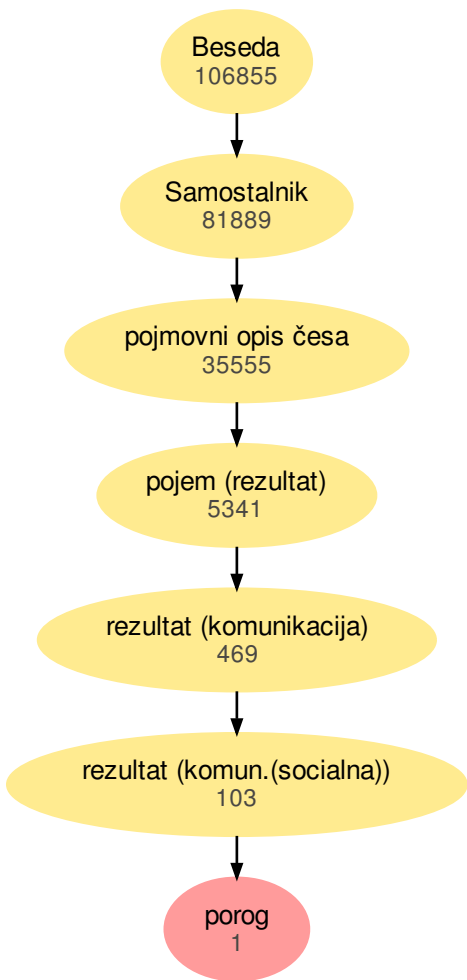 Beseda
106855
Samostalnik
81889
pojmovni opis česa
35555
pojem (rezultat)
5341
rezultat (komunikacija)
469
rezultat (komun.(socialna))
103
porog
1